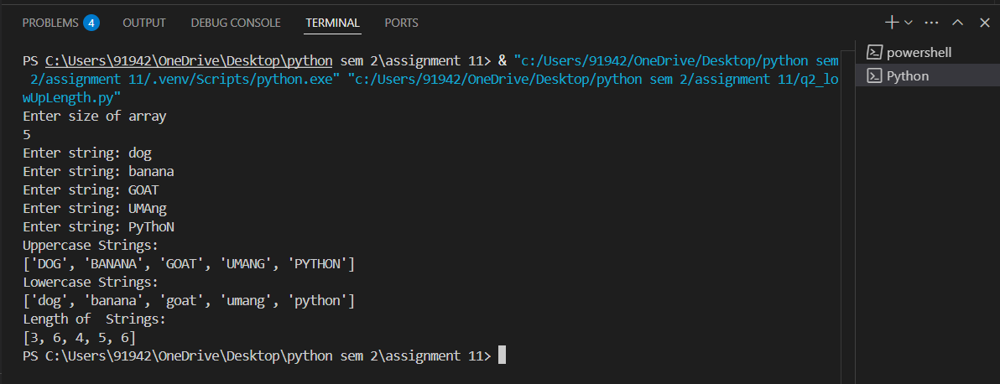 PROBLEMS 4 OUTPUT DEBUG CONSOLE TERMINAL PORTS
powershell
Python
PS C:\Users\91942\OneDrive\Desktop\python sem 2\assignment 11> & "c:/Users/91942/OneDrive/Desktop/python sem
 2/assignment 11/.venv/Scripts/python.exe" "c:/Users/91942/OneDrive/Desktop/python sem 2/assignment 11/q2_lo
wUpLength.py"
Enter size of array
5
Enter string: dog
Enter string: banana
Enter string: GOAT
Enter string: UMAng
Enter string: PyThoN
Uppercase Strings:
['DOG', 'BANANA', 'GOAT', 'UMANG', 'PYTHON']
Lowercase Strings:
['dog', 'banana', 'goat', 'umang', 'python']
Length of  Strings:
[3, 6, 4, 5, 6]
PS C:\Users\91942\OneDrive\Desktop\python sem 2\assignment 11>